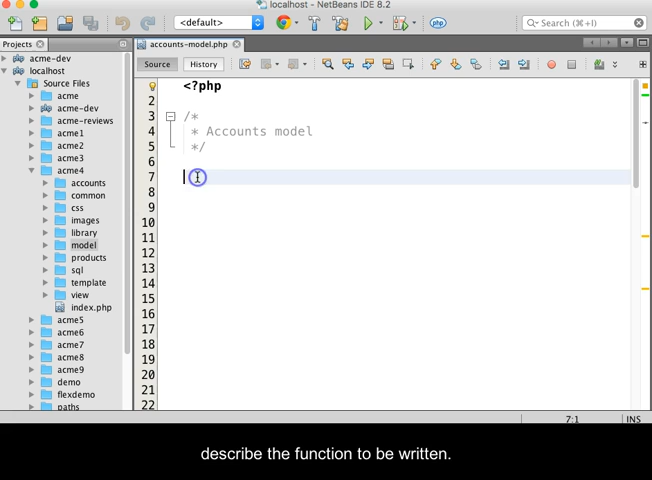 localhost - NetBeans IDE 8.2
<default>
php
Search (⌘+I)
Projects
accounts-model.php
Source
History
acme-dev
localhost
Source Files
acme
acme-dev
acme-reviews
acme1
acme2
acme3
acme4
accounts
common
css
images
library
model
products
sql
template
view
index.php
acme5
acme6
acme7
acme8
acme9
demo
flexdemo
paths
<?php
2
3 /*
4 * Accounts model
5 */
6
7
8
9
10
11
12
13
14
15
16
17
18
19
20
21
22
7:1
INS
describe the function to be written.